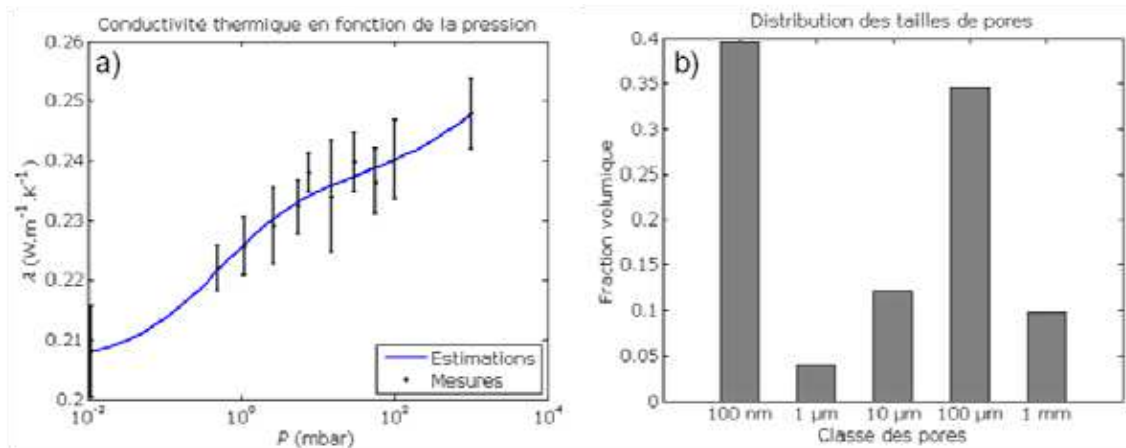 Conductivité thermique en fonction de la pression
a)
0.26
0.25
0.24
0.23
0.22
0.21
0.2
λ (W.m⁻¹.K⁻¹)
Estimations
Mesures
10⁻² 10⁰ 10² 10⁴
P (mbar)
Distribution des tailles de pores
b)
0.4
0.35
0.3
0.25
0.2
0.15
0.1
0.05
0
Fraction volumique
100 nm 1 µm 10 µm 100 µm 1 mm
Classe des pores